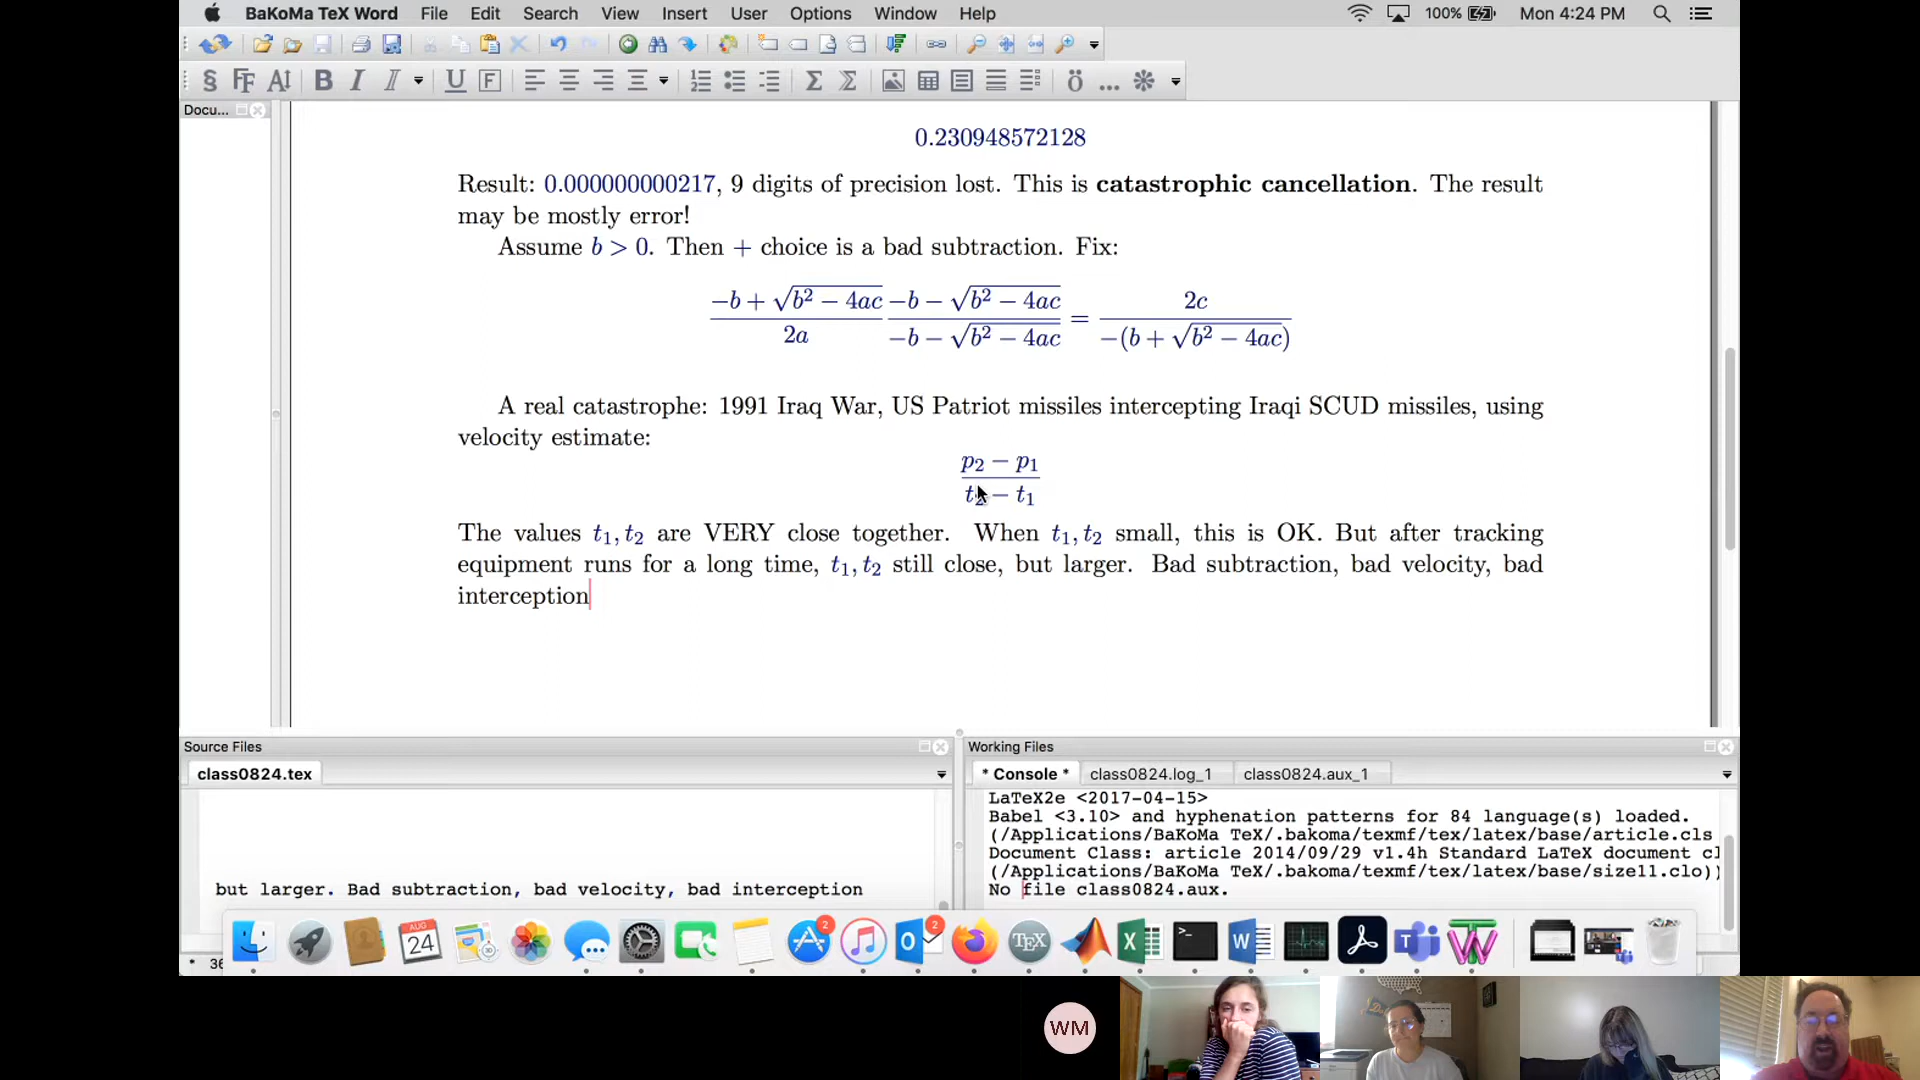 BaKoMa TeX Word File Edit Search View Insert User Options Window Help 100% Mon 4:24 PM
Docu...
0.230948572128
Result: 0.000000000217, 9 digits of precision lost. This is catastrophic cancellation. The result
may be mostly error!
Assume b > 0. Then + choice is a bad subtraction. Fix:
−b + √b² − 4ac −b − √b² − 4ac = 2c
2a −b − √b² − 4ac −(b + √b² − 4ac)
A real catastrophe: 1991 Iraq War, US Patriot missiles intercepting Iraqi SCUD missiles, using
velocity estimate:
p₂ − p₁
t₂ − t₁
The values t₁, t₂ are VERY close together. When t₁, t₂ small, this is OK. But after tracking
equipment runs for a long time, t₁, t₂ still close, but larger. Bad subtraction, bad velocity, bad
interception
Source Files
class0824.tex
but larger. Bad subtraction, bad velocity, bad interception
Working Files
* Console * class0824.log_1 class0824.aux_1
LaTeX2e <2017-04-15>
Babel <3.10> and hyphenation patterns for 84 language(s) loaded.
(/Applications/BaKoMa TeX/.bakoma/texmf/tex/latex/base/article.cls
Document Class: article 2014/09/29 v1.4h Standard LaTeX document cl
(/Applications/BaKoMa TeX/.bakoma/texmf/tex/latex/base/size11.clo))
No file class0824.aux.
AUG
24
2
2
TEX
* 36
WM